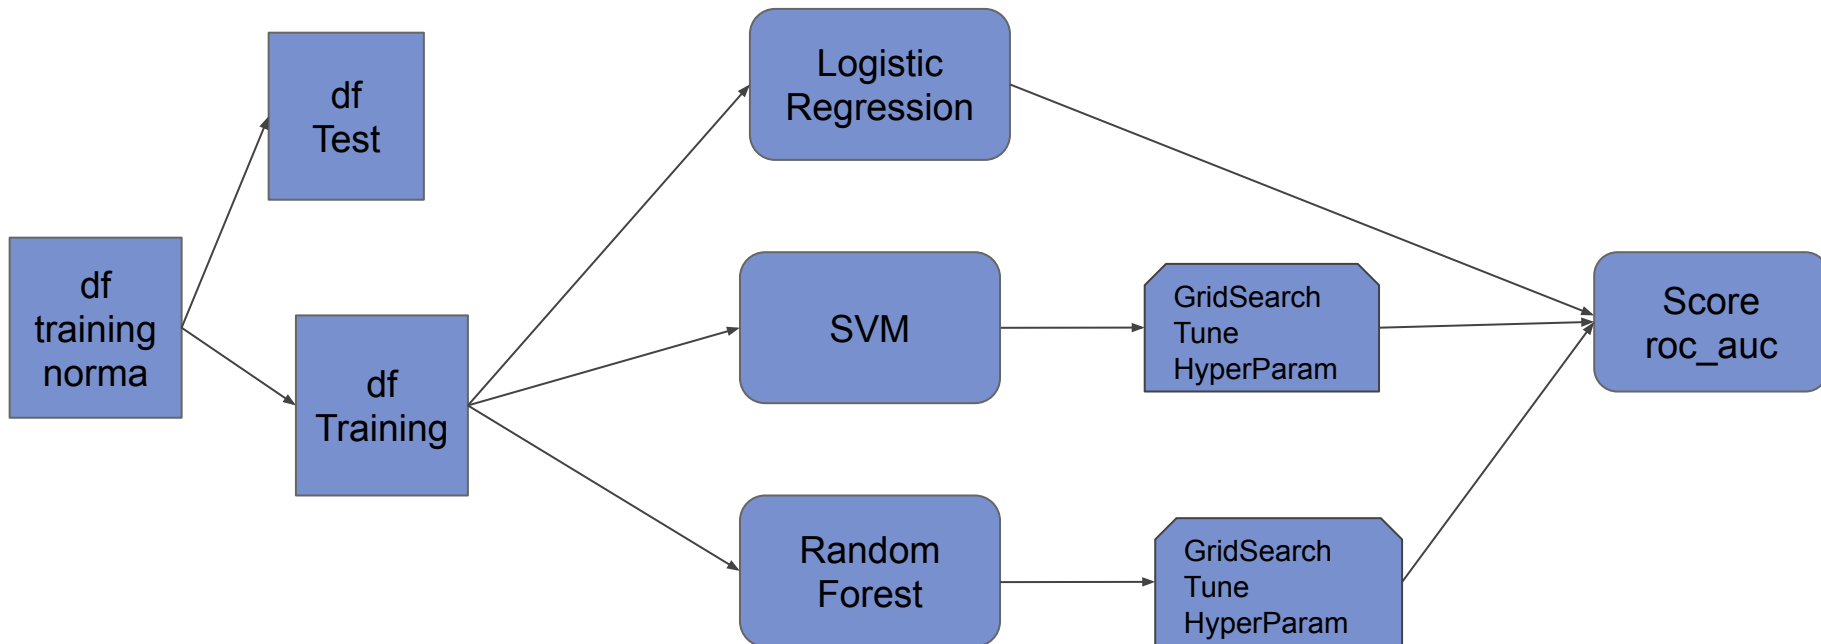 df
Test
df
training
norma
df
Training
Logistic
Regression
SVM
GridSearch
Tune
HyperParam
Random
Forest
GridSearch
Tune
HyperParam
Score
roc_auc